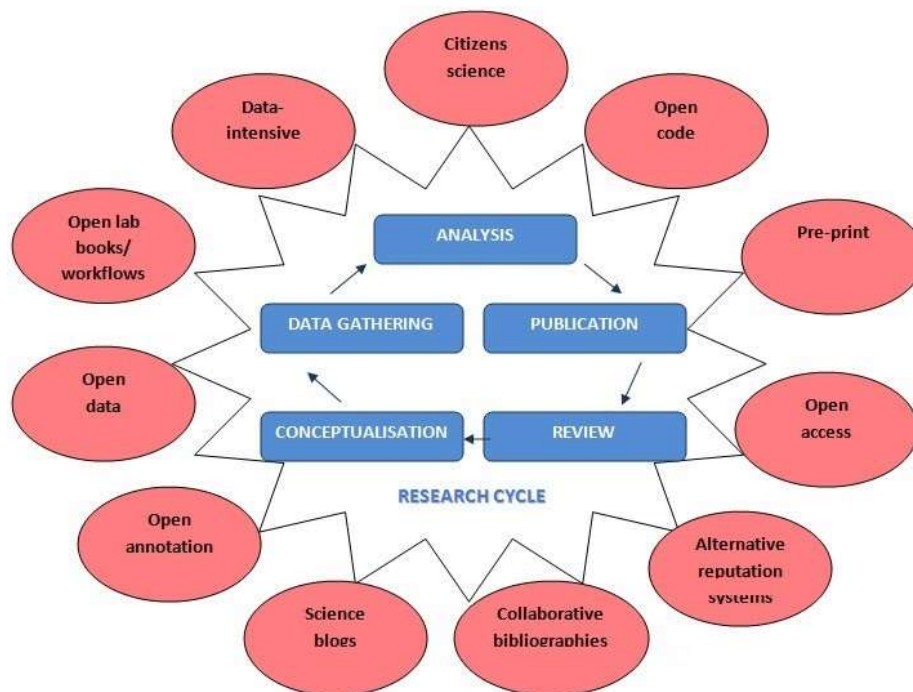 Citizens
science
Data-
intensive
Open
code
Open lab
books/
workflows
Pre-print
ANALYSIS
DATA GATHERING
PUBLICATION
Open
data
Open
access
CONCEPTUALISATION
REVIEW
RESEARCH CYCLE
Open
annotation
Alternative
reputation
systems
Science
blogs
Collaborative
bibliographies